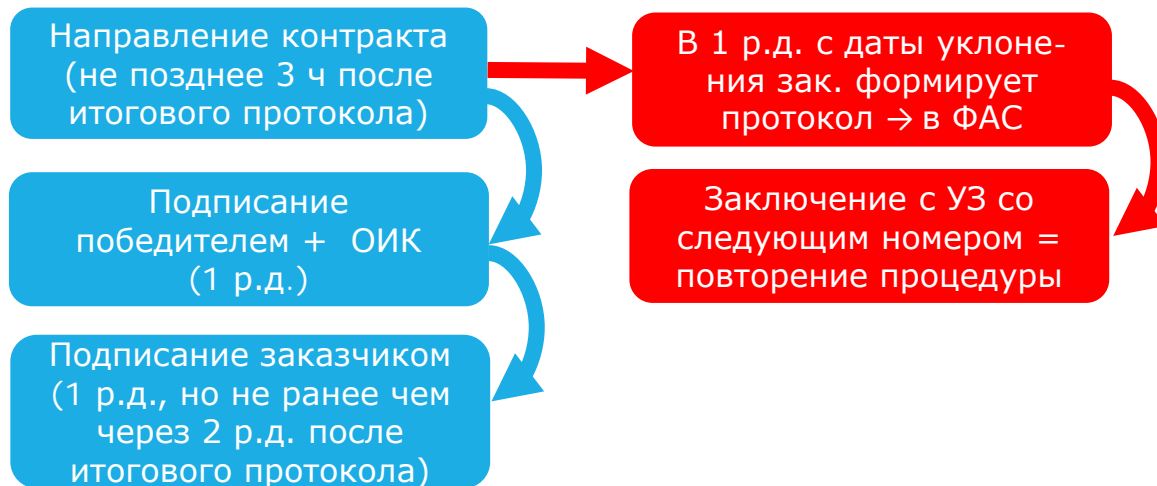 Направление контракта
(не позднее 3 ч после
итогового протокола)
Подписание
победителем + ОИК
(1 р.д.)
Подписание заказчиком
(1 р.д., но не ранее чем
через 2 р.д. после
итогового протокола)
В 1 р.д. с даты уклоне-
ния зак. формирует
протокол → в ФАС
Заключение с УЗ со
следующим номером =
повторение процедуры